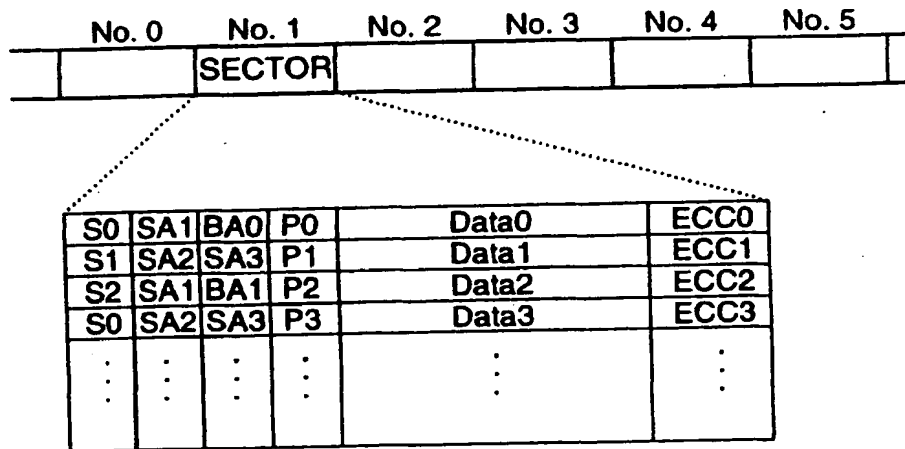 No. 0 No. 1 No. 2 No. 3 No. 4 No. 5
SECTOR
S0 SA1 BA0 P0 Data0 ECC0
S1 SA2 SA3 P1 Data1 ECC1
S2 SA1 BA1 P2 Data2 ECC2
S0 SA2 SA3 P3 Data3 ECC3